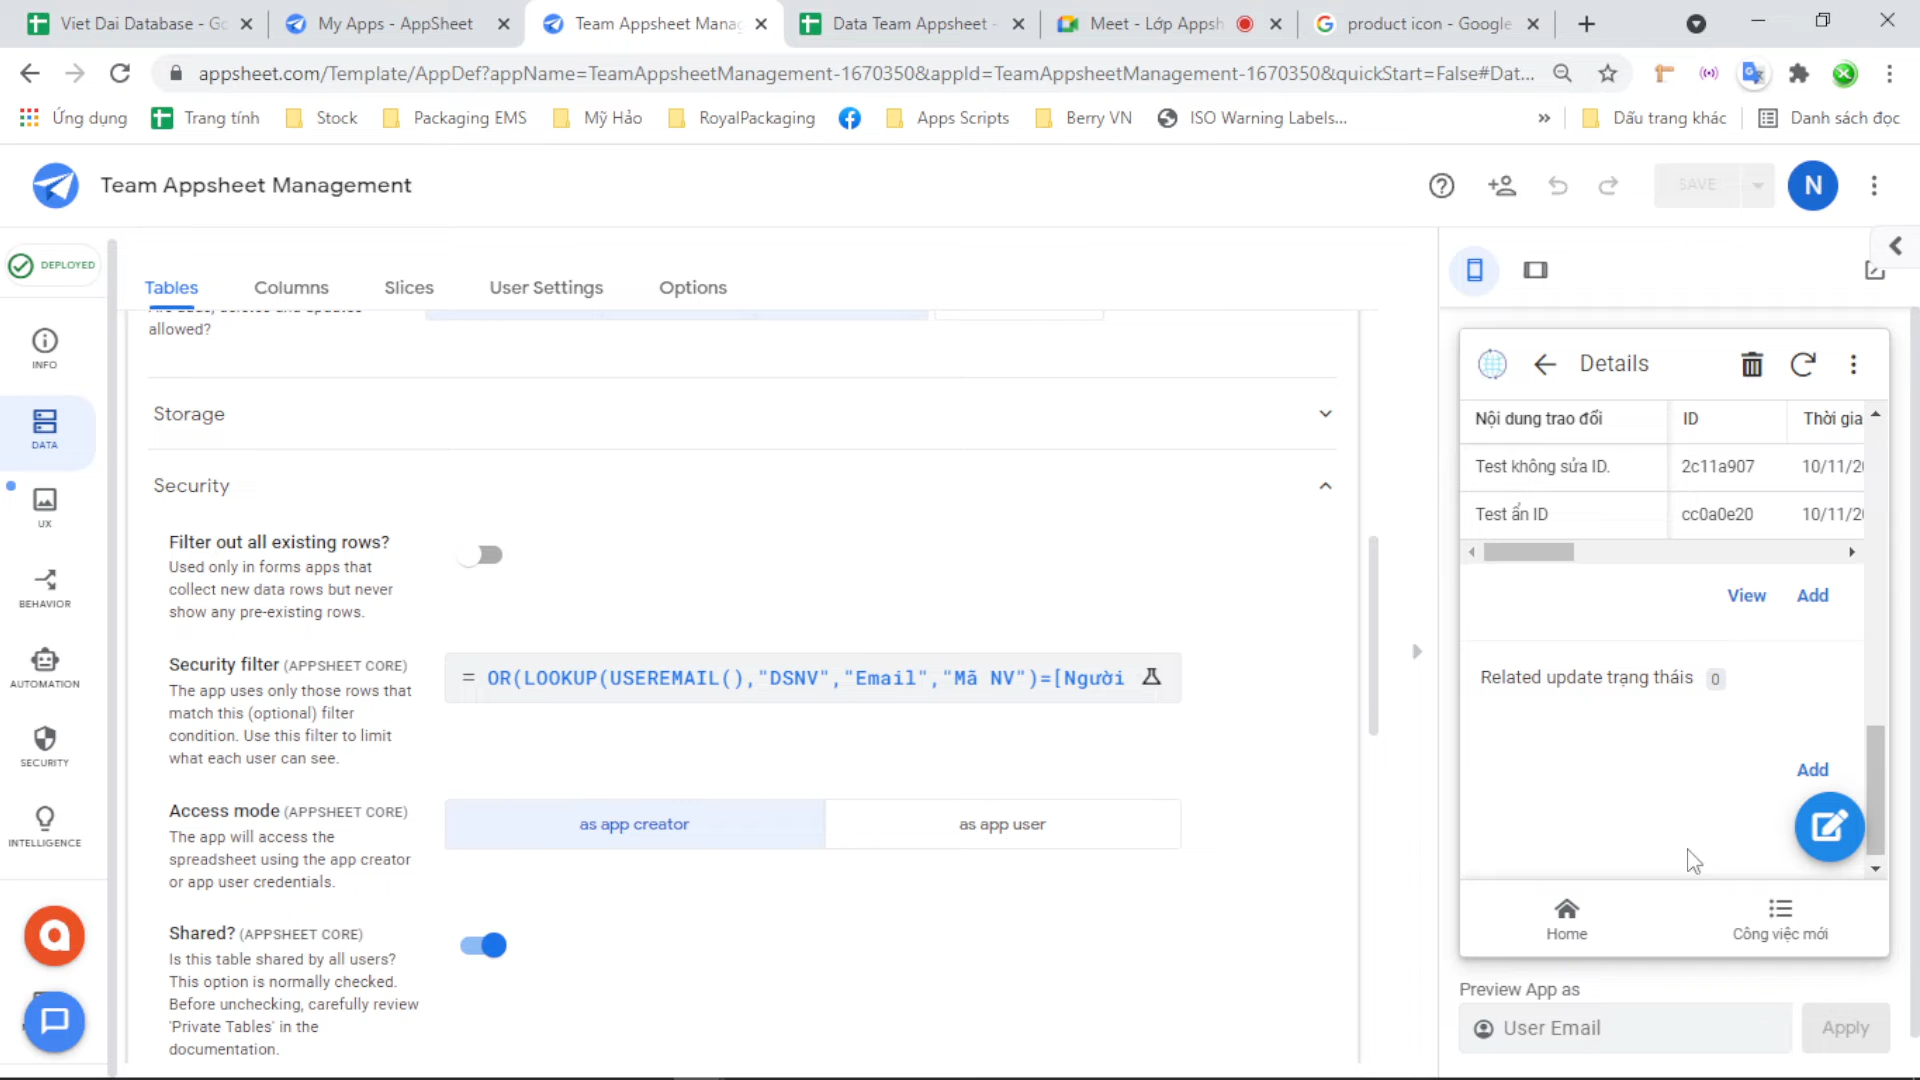 Viet Dai Database - Go
My Apps - AppSheet
Team Appsheet Manag
Data Team Appsheet -
Meet - Lớp Appsh
product icon - Google
appsheet.com/Template/AppDef?appName=TeamAppsheetManagement-1670350&appId=TeamAppsheetManagement-1670350&quickStart=False#Dat...
Ứng dụng
Trang tính
Stock
Packaging EMS
Mỹ Hảo
RoyalPackaging
Apps Scripts
Berry VN
ISO Warning Labels...
»
Dấu trang khác
Danh sách đọc
Team Appsheet Management
SAVE
N
DEPLOYED
INFO
DATA
UX
BEHAVIOR
AUTOMATION
SECURITY
INTELLIGENCE
Tables
Columns
Slices
User Settings
Options
allowed?
Storage
Security
Filter out all existing rows?
Used only in forms apps that
collect new data rows but never
show any pre-existing rows.
Security filter (APPSHEET CORE)
The app uses only those rows that
match this (optional) filter
condition. Use this filter to limit
what each user can see.
= OR(LOOKUP(USEREMAIL(),"DSNV","Email","Mã NV")=[Người
Access mode (APPSHEET CORE)
The app will access the
spreadsheet using the app creator
or app user credentials.
as app creator
as app user
Shared? (APPSHEET CORE)
Is this table shared by all users?
This option is normally checked.
Before unchecking, carefully review
'Private Tables' in the
documentation.
Details
Nội dung trao đổi ID Thời gia
Test không sửa ID. 2c11a907 10/11/2
Test ẩn ID cc0a0e20 10/11/2
View Add
Related update trạng tháis 0
Add
Home
Công việc mới
Preview App as
User Email
Apply